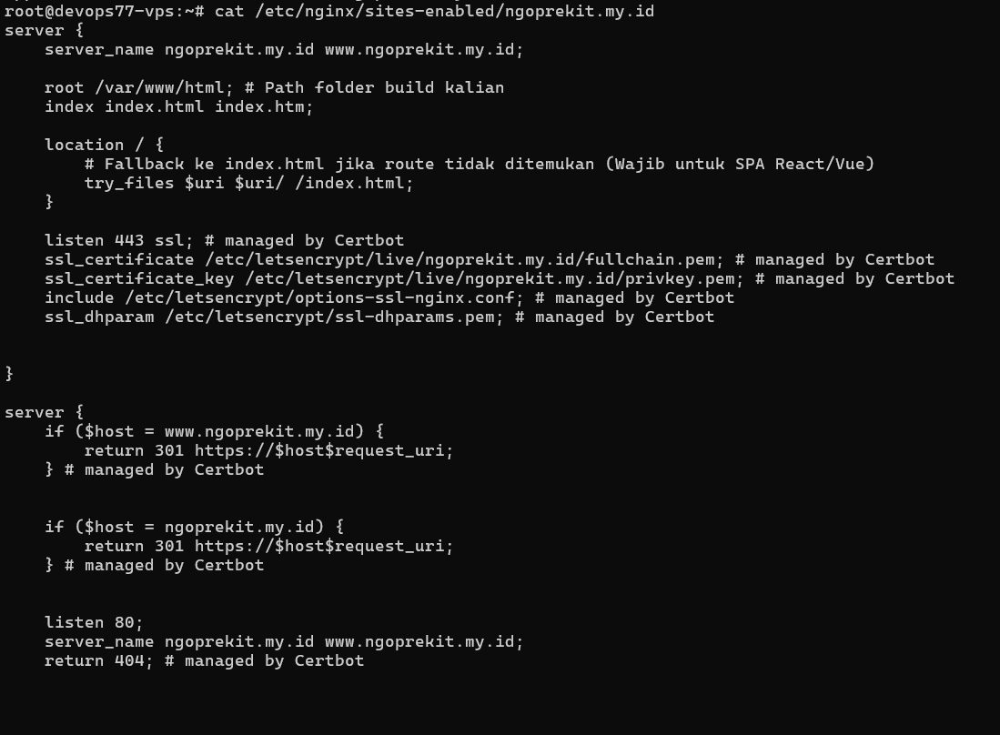 root@devops77-vps:~# cat /etc/nginx/sites-enabled/ngoprekit.my.id
server {
    server_name ngoprekit.my.id www.ngoprekit.my.id;

    root /var/www/html; # Path folder build kalian
    index index.html index.htm;

    location / {
        # Fallback ke index.html jika route tidak ditemukan (Wajib untuk SPA React/Vue)
        try_files $uri $uri/ /index.html;
    }

    listen 443 ssl; # managed by Certbot
    ssl_certificate /etc/letsencrypt/live/ngoprekit.my.id/fullchain.pem; # managed by Certbot
    ssl_certificate_key /etc/letsencrypt/live/ngoprekit.my.id/privkey.pem; # managed by Certbot
    include /etc/letsencrypt/options-ssl-nginx.conf; # managed by Certbot
    ssl_dhparam /etc/letsencrypt/ssl-dhparams.pem; # managed by Certbot


}

server {
    if ($host = www.ngoprekit.my.id) {
        return 301 https://$host$request_uri;
    } # managed by Certbot


    if ($host = ngoprekit.my.id) {
        return 301 https://$host$request_uri;
    } # managed by Certbot


    listen 80;
    server_name ngoprekit.my.id www.ngoprekit.my.id;
    return 404; # managed by Certbot